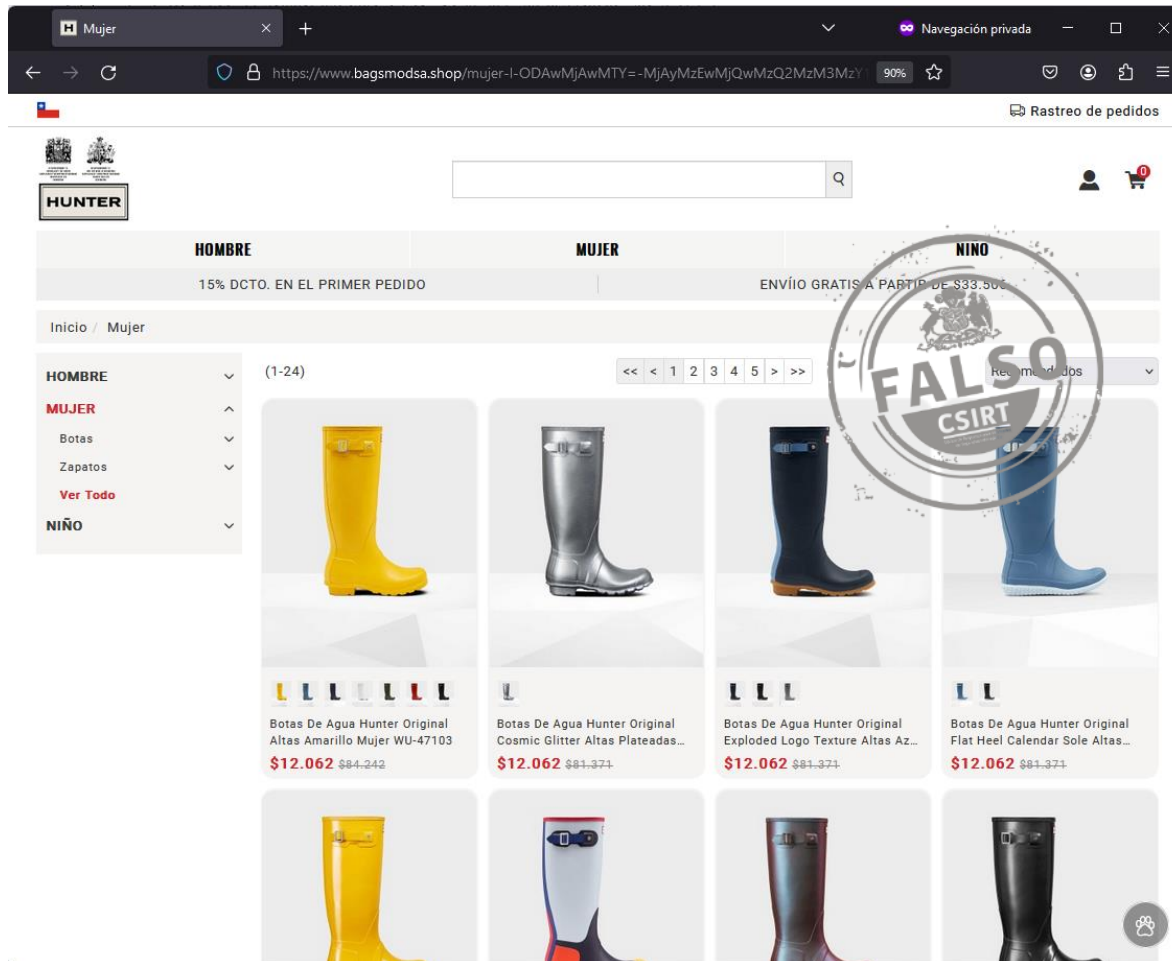 Mujer
Navegación privada
https://www.bagsmodsa.shop/mujer-l-ODAwMjAwMTY=-MjAyMzEwMjQwMzQ2MzM3MzY
90%
Rastreo de pedidos
HUNTER
0
HOMBRE
MUJER
NIÑO
15% DCTO. EN EL PRIMER PEDIDO
ENVÍIO GRATIS A PARTIR DE $33.500
Inicio / Mujer
FALSO
CSIRT
HOMBRE
MUJER
Botas
Zapatos
Ver Todo
NIÑO
(1-24)
<< < 1 2 3 4 5 > >>
Recomendados
Botas De Agua Hunter Original
Altas Amarillo Mujer WU-47103
$12.062 $84.242
Botas De Agua Hunter Original
Cosmic Glitter Altas Plateadas...
$12.062 $81.371
Botas De Agua Hunter Original
Exploded Logo Texture Altas Az...
$12.062 $81.371
Botas De Agua Hunter Original
Flat Heel Calendar Sole Altas...
$12.062 $81.371